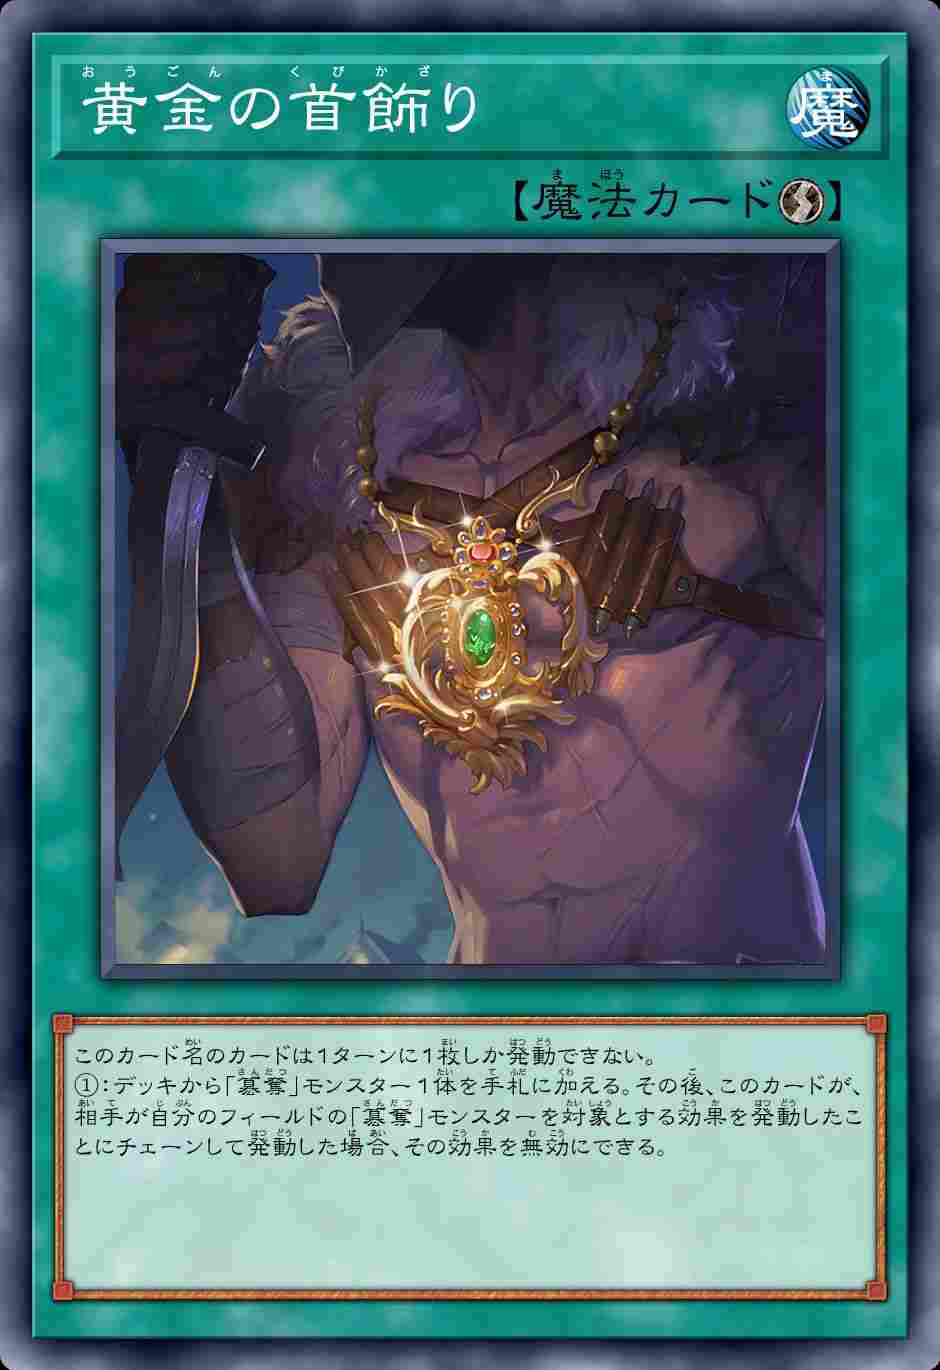 黄金の首飾り
魔
【魔法カード】
このカード名のカードは1ターンに1枚しか発動できない。
①：デッキから「簒奪」モンスター1体を手札に加える。その後、このカードが、
相手が自分のフィールドの「簒奪」モンスターを対象とする効果を発動したこ
とにチェーンして発動した場合、その効果を無効にできる。